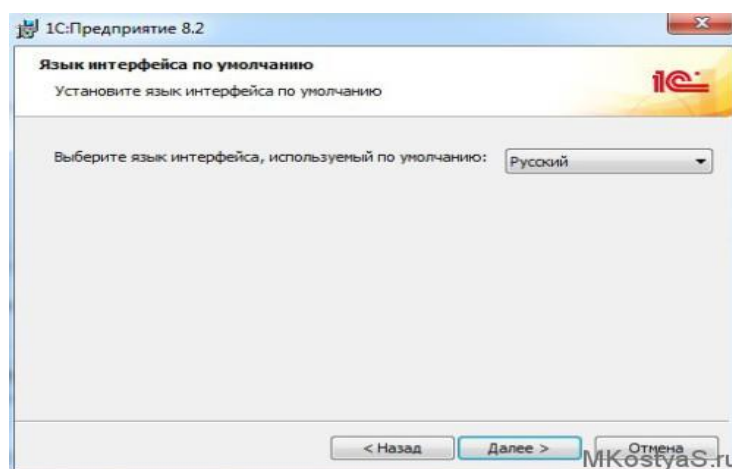 1С:Предприятие 8.2
Язык интерфейса по умолчанию
Установите язык интерфейса по умолчанию
1С
Выберите язык интерфейса, используемый по умолчанию: Русский
< Назад Далее > Отмена
MKostyaS.ru